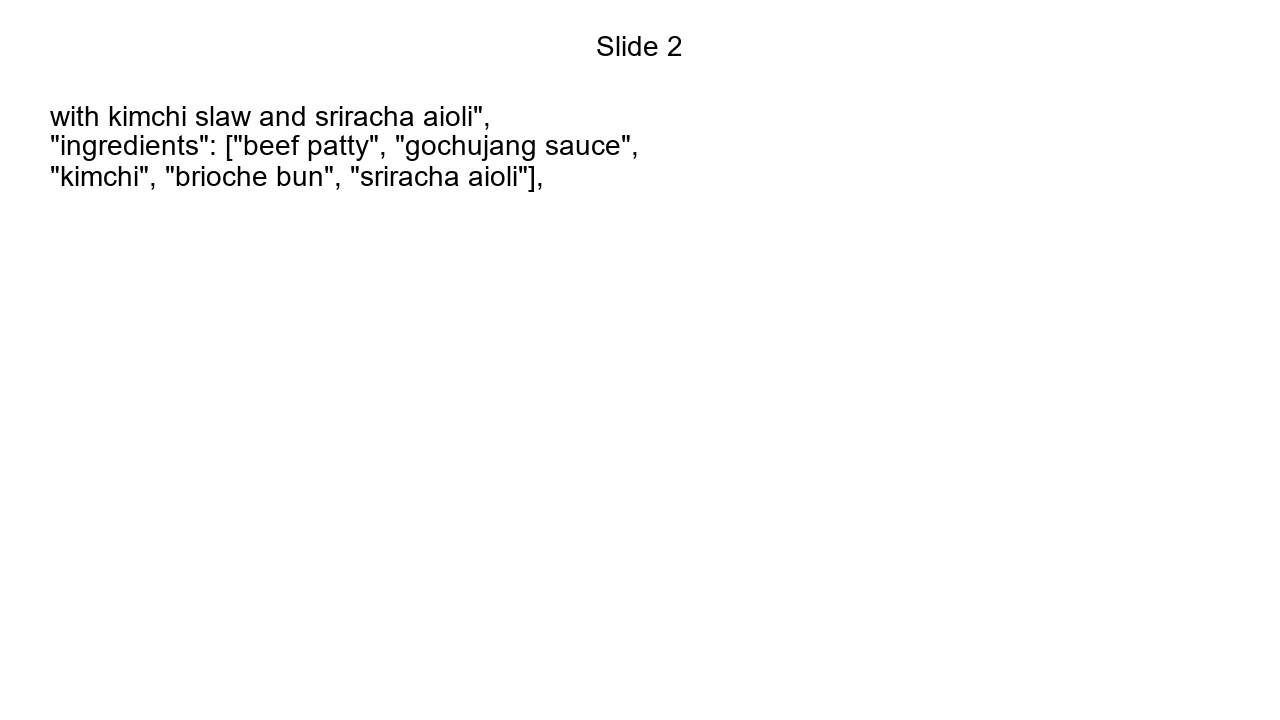 Slide 2
with kimchi slaw and sriracha aioli",
"ingredients": ["beef patty", "gochujang sauce",
"kimchi", "brioche bun", "sriracha aioli"],